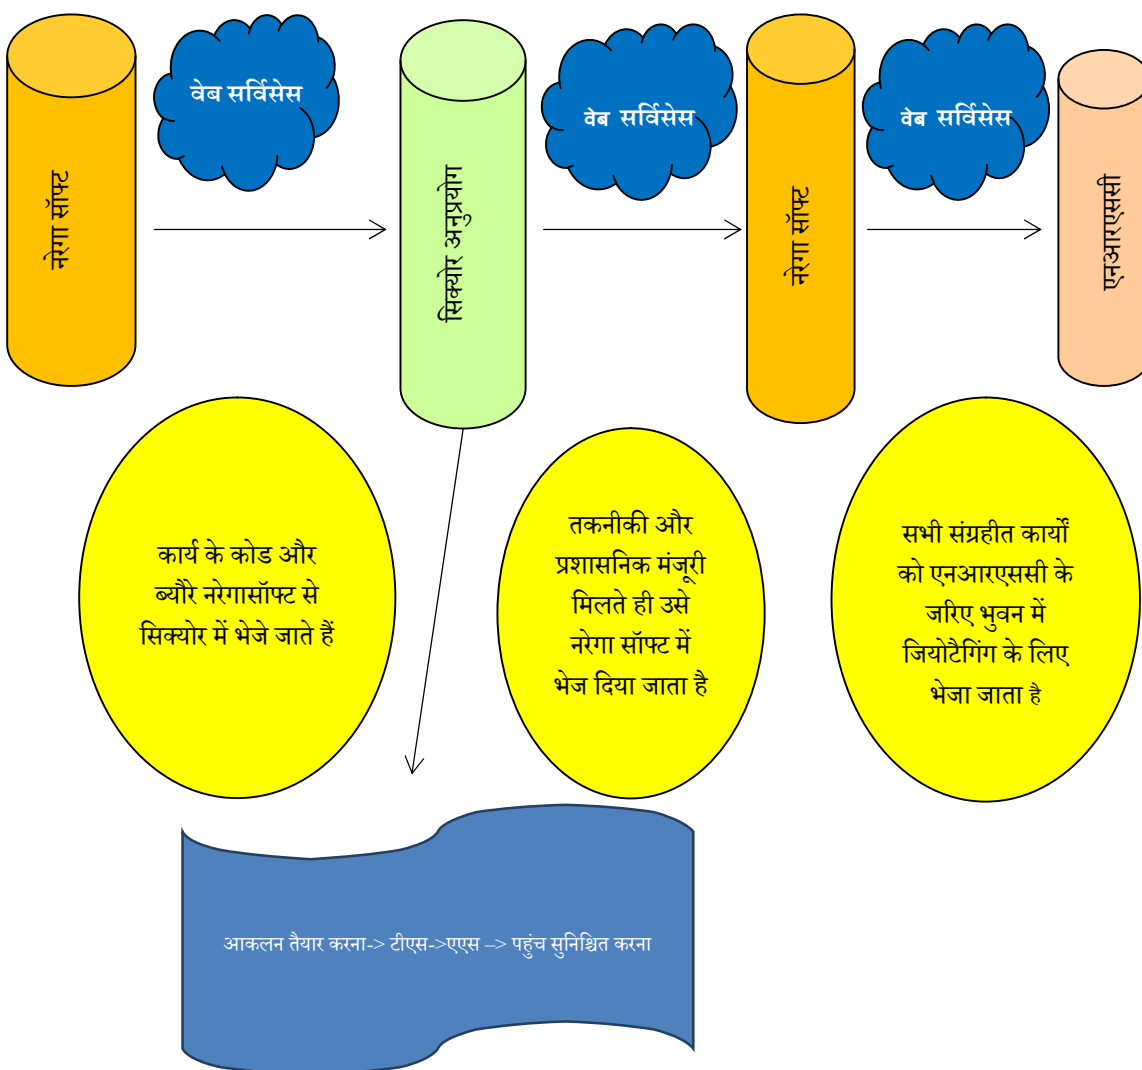 वेब सर्विसेस
वेब सर्विसेस
वेब सर्विसेस
नरेगा सॉफ्ट
सिक्योर अनुप्रयोग
नरेगा सॉफ्ट
एनआरएससी
कार्य के कोड और
ब्यौरे नरेगासॉफ्ट से
सिक्योर में भेजे जाते हैं
तकनीकी और
प्रशासनिक मंजूरी
मिलते ही उसे
नरेगा सॉफ्ट में
भेज दिया जाता है
सभी संग्रहीत कार्यों
को एनआरएससी के
जरिए भुवन में
जियोटैगिंग के लिए
भेजा जाता है
आकलन तैयार करना-> टीएस->एएस –> पहुंच सुनिश्चित करना